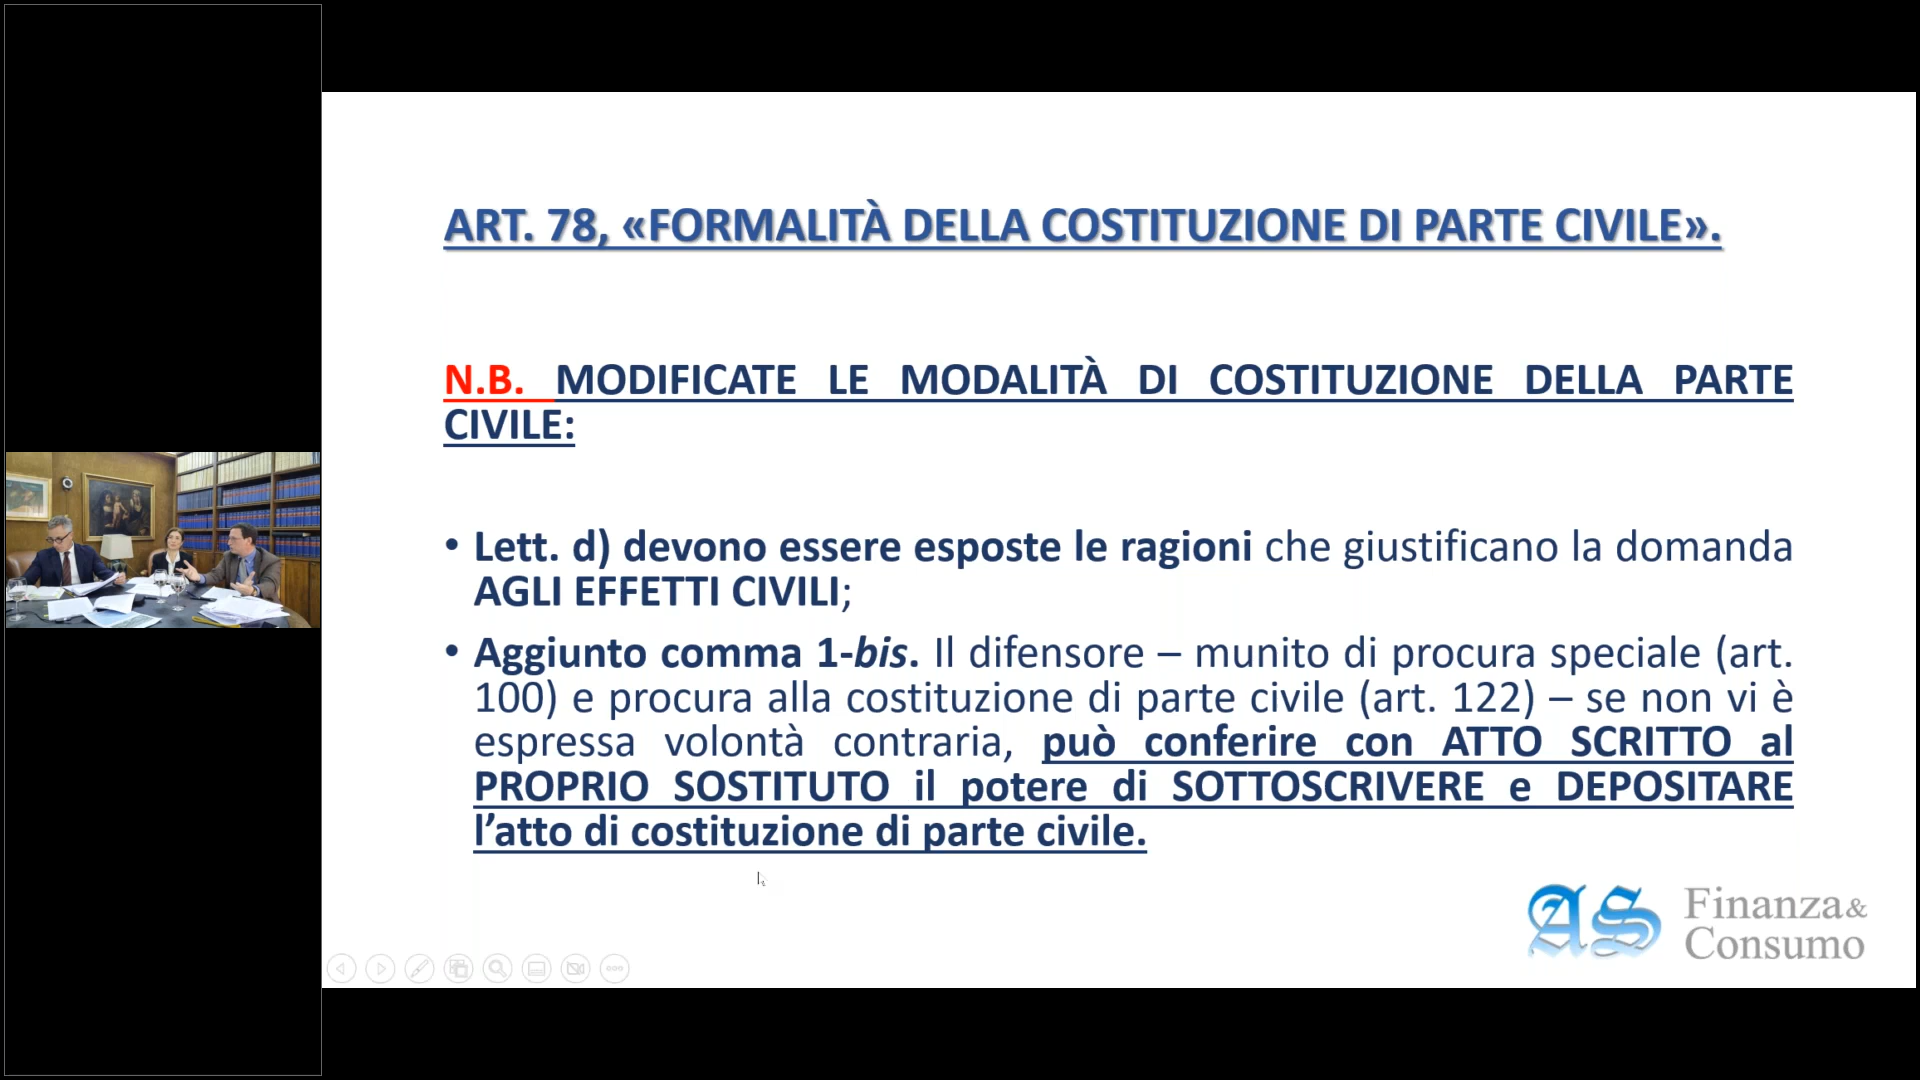 ART. 78, «FORMALITÀ DELLA COSTITUZIONE DI PARTE CIVILE».
N.B. MODIFICATE LE MODALITÀ DI COSTITUZIONE DELLA PARTE
CIVILE:
• Lett. d) devono essere esposte le ragioni che giustificano la domanda
AGLI EFFETTI CIVILI;
• Aggiunto comma 1-bis. Il difensore – munito di procura speciale (art.
100) e procura alla costituzione di parte civile (art. 122) – se non vi è
espressa volontà contraria, può conferire con ATTO SCRITTO al
PROPRIO SOSTITUTO il potere di SOTTOSCRIVERE e DEPOSITARE
l’atto di costituzione di parte civile.
AS Finanza&
Consumo